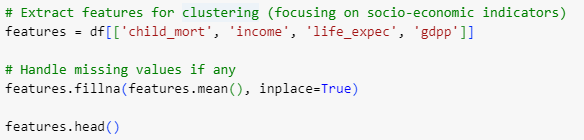 # Extract features for clustering (focusing on socio-economic indicators)
features = df[['child_mort', 'income', 'life_expec', 'gdpp']]
# Handle missing values if any
features.fillna(features.mean(), inplace=True)
features.head()